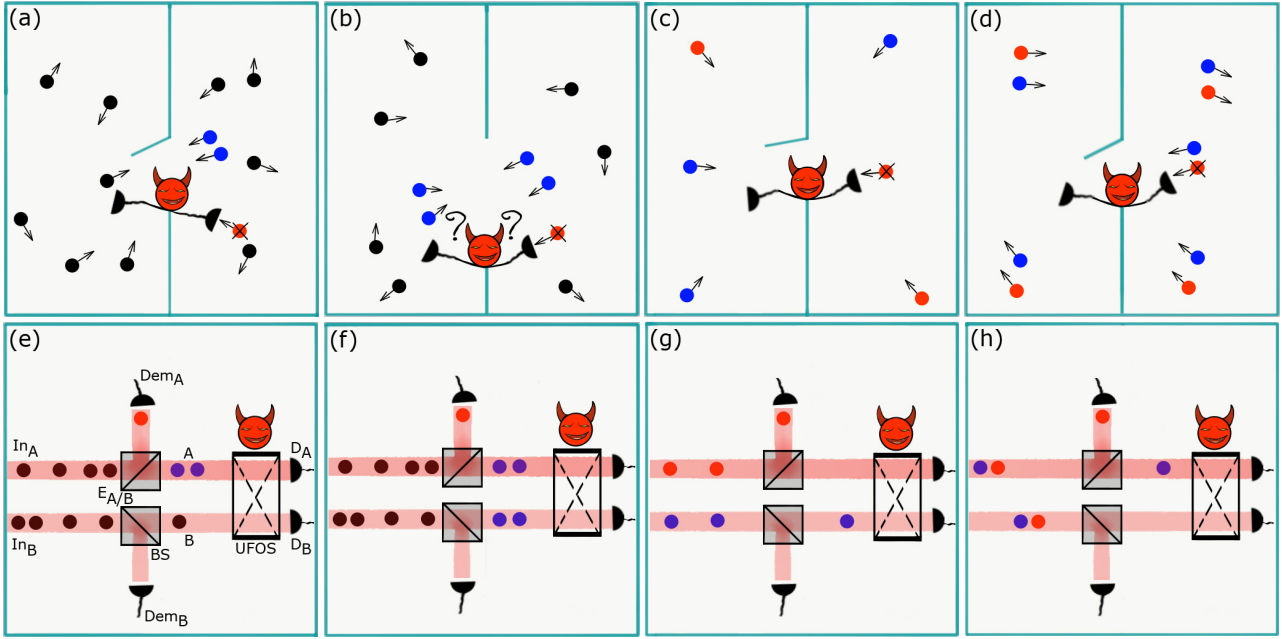 (a)
(b)
? ?
(c)
(d)
(e)
Dem_A
In_A
A
D_A
E_A/B
In_B
B
D_B
BS
UFOS
Dem_B
(f)
(g)
(h)